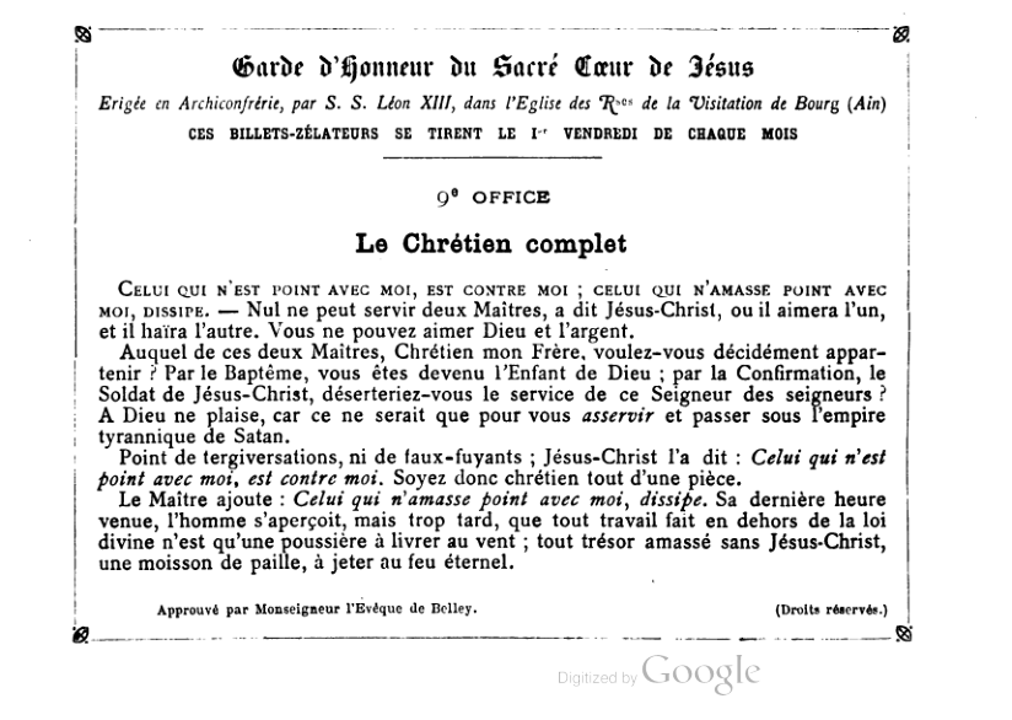 Garde d'Honneur du Sacré Cœur de Jésus
Erigée en Archiconfrérie, par S. S. Léon XIII, dans l'Eglise des Rses de la Visitation de Bourg (Ain)
CES BILLETS-ZÉLATEURS SE TIRENT LE Ier VENDREDI DE CHAQUE MOIS
9e OFFICE
Le Chrétien complet
CELUI QUI N'EST POINT AVEC MOI, EST CONTRE MOI ; CELUI QUI N'AMASSE POINT AVEC
MOI, DISSIPE. — Nul ne peut servir deux Maîtres, a dit Jésus-Christ, ou il aimera l'un,
et il haïra l'autre. Vous ne pouvez aimer Dieu et l'argent.
Auquel de ces deux Maîtres, Chrétien mon Frère, voulez-vous décidément appar-
tenir ? Par le Baptême, vous êtes devenu l'Enfant de Dieu ; par la Confirmation, le
Soldat de Jésus-Christ, déserteriez-vous le service de ce Seigneur des seigneurs ?
A Dieu ne plaise, car ce ne serait que pour vous asservir et passer sous l'empire
tyrannique de Satan.
Point de tergiversations, ni de faux-fuyants ; Jésus-Christ l'a dit : Celui qui n'est
point avec moi, est contre moi. Soyez donc chrétien tout d'une pièce.
Le Maître ajoute : Celui qui n'amasse point avec moi, dissipe. Sa dernière heure
venue, l'homme s'aperçoit, mais trop tard, que tout travail fait en dehors de la loi
divine n'est qu'une poussière à livrer au vent ; tout trésor amassé sans Jésus-Christ,
une moisson de paille, à jeter au feu éternel.
Approuvé par Monseigneur l'Evêque de Belley.
(Droits réservés.)
Digitized by Google